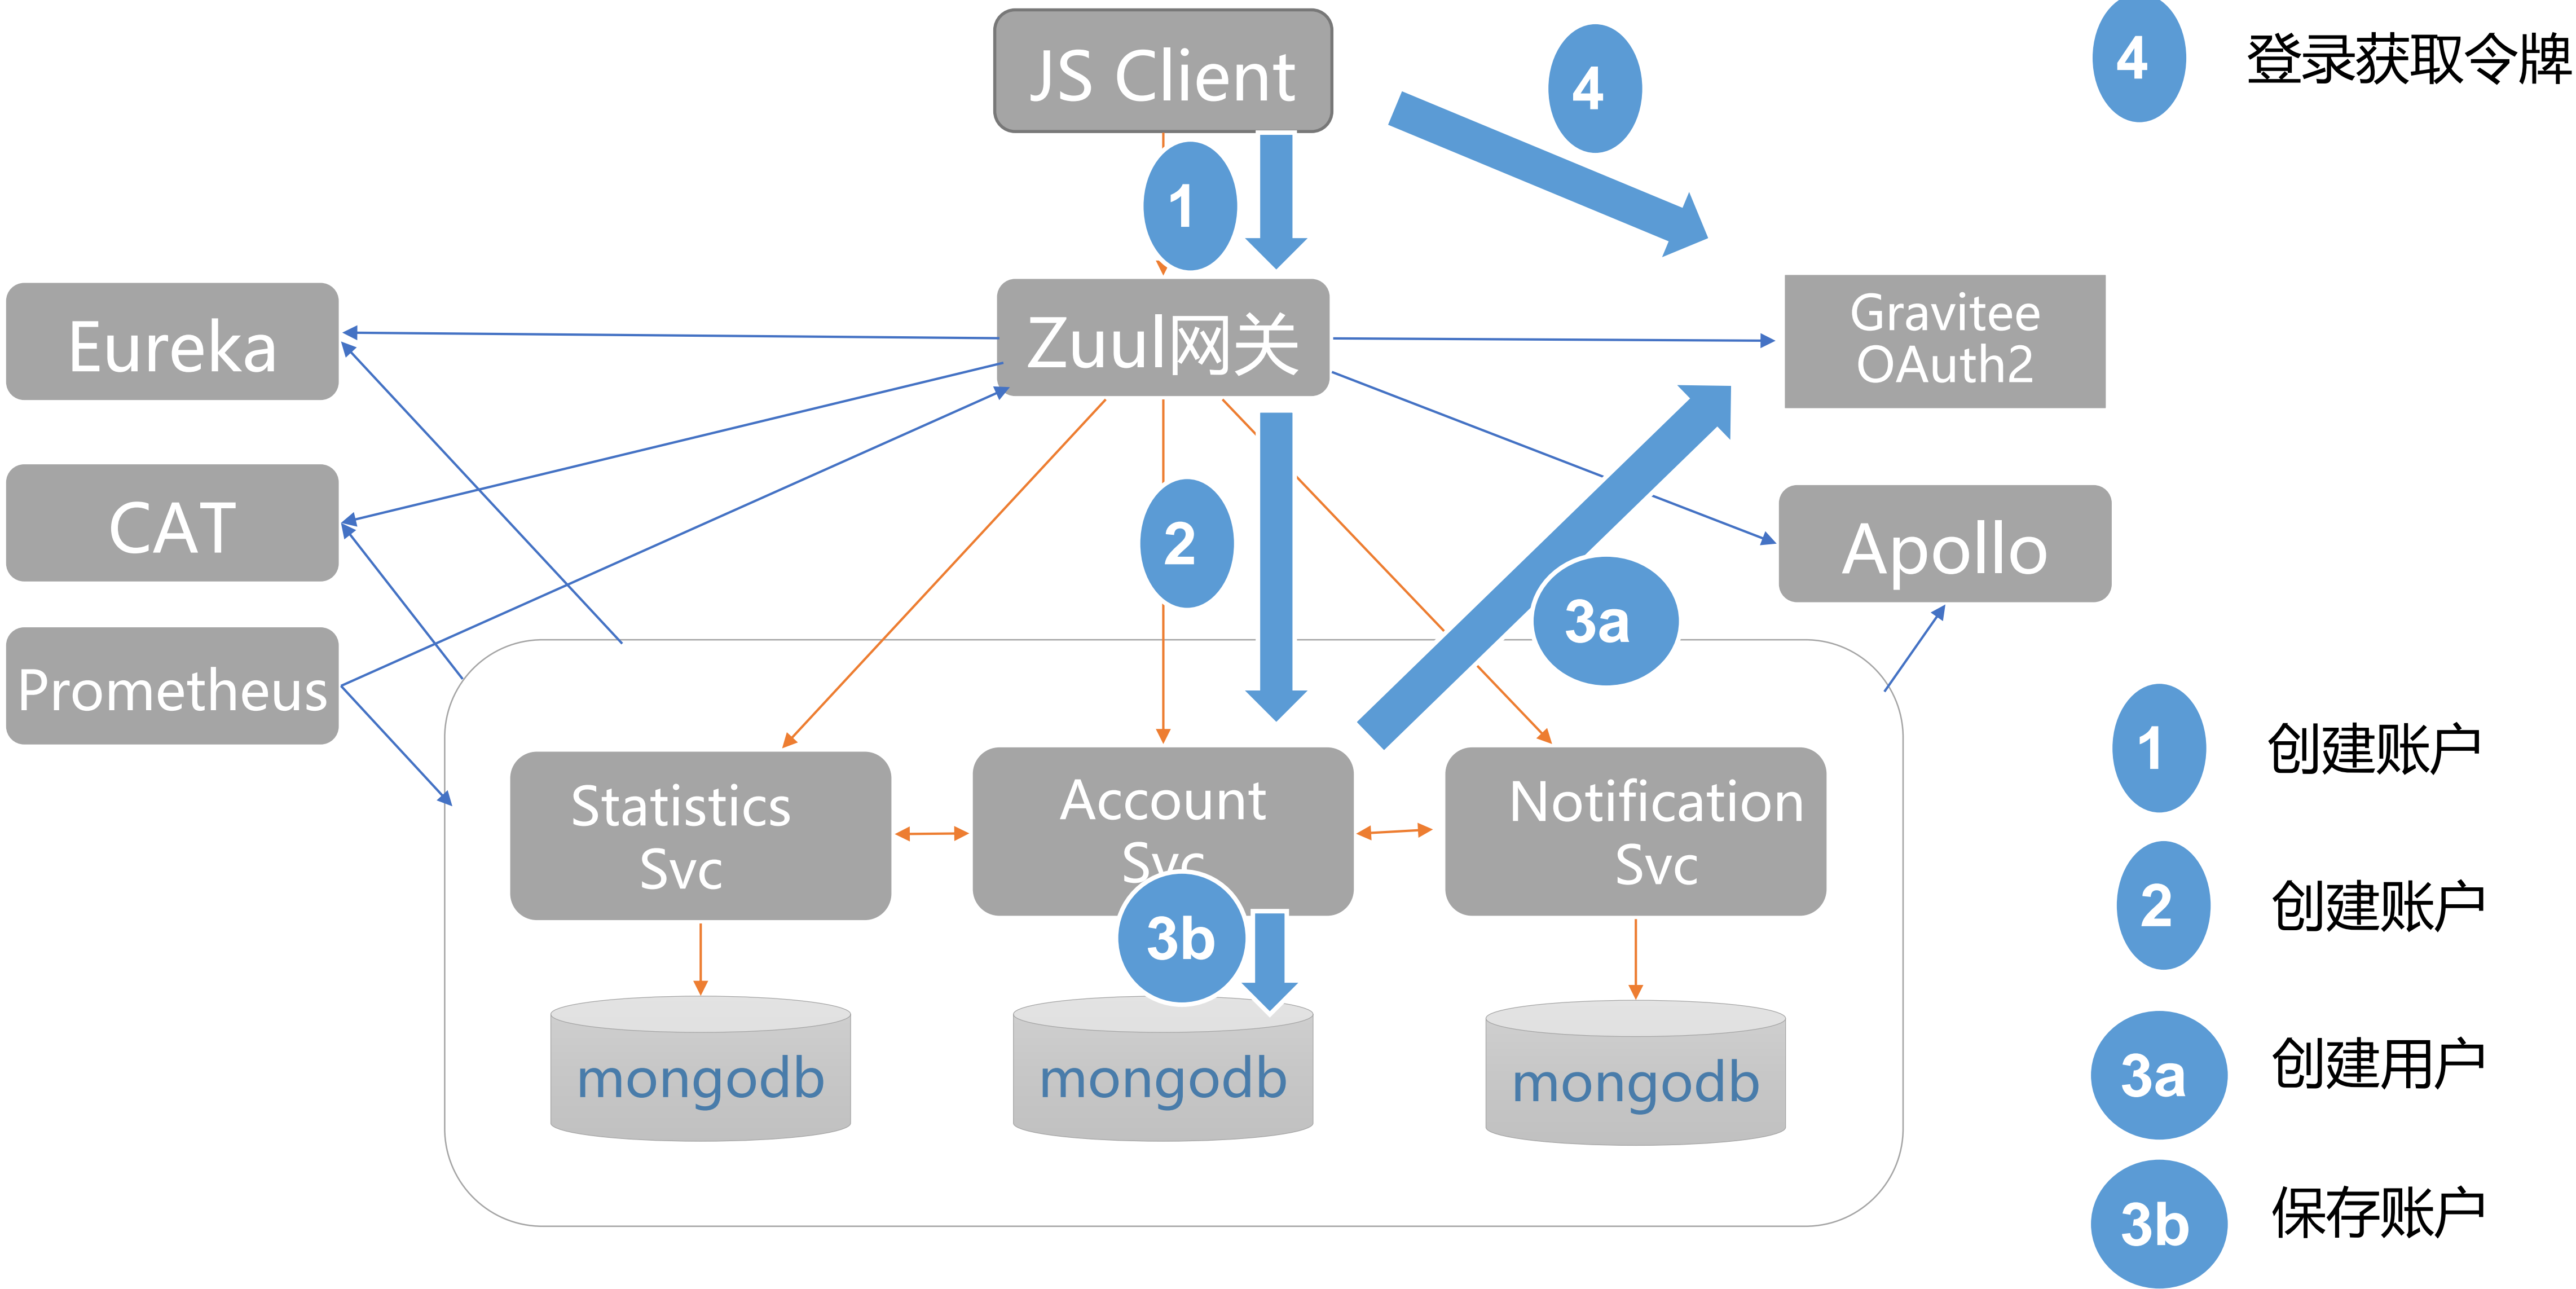 JS Client
4
4
登录获取令牌
1
Eureka
Zuul网关
Gravitee
OAuth2
CAT
2
Apollo
3a
Prometheus
1
创建账户
Statistics
Svc
Account
Svc
Notification
Svc
2
创建账户
3b
mongodb
mongodb
mongodb
3a
创建用户
3b
保存账户